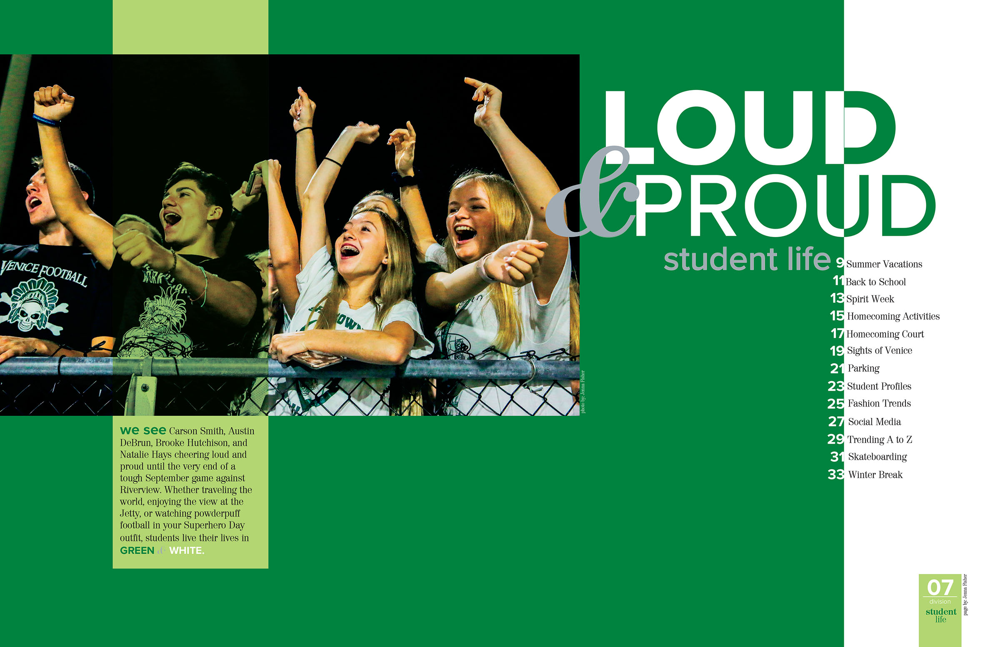 LOUD
&
PROUD
student life
9 Summer Vacations
11 Back to School
13 Spirit Week
15 Homecoming Activities
17 Homecoming Court
19 Sights of Venice
21 Parking
23 Student Profiles
25 Fashion Trends
27 Social Media
29 Trending A to Z
31 Skateboarding
33 Winter Break
VENICE FOOTBALL
photo by: Jenna Fisher
we see Carson Smith, Austin
DeBrun, Brooke Hutchison, and
Natalie Hays cheering loud and
proud until the very end of a
tough September game against
Riverview. Whether traveling the
world, enjoying the view at the
Jetty, or watching powderpuff
football in your Superhero Day
outfit, students live their lives in
GREEN & WHITE.
07
division
student
life
page by: Jenna Fisher